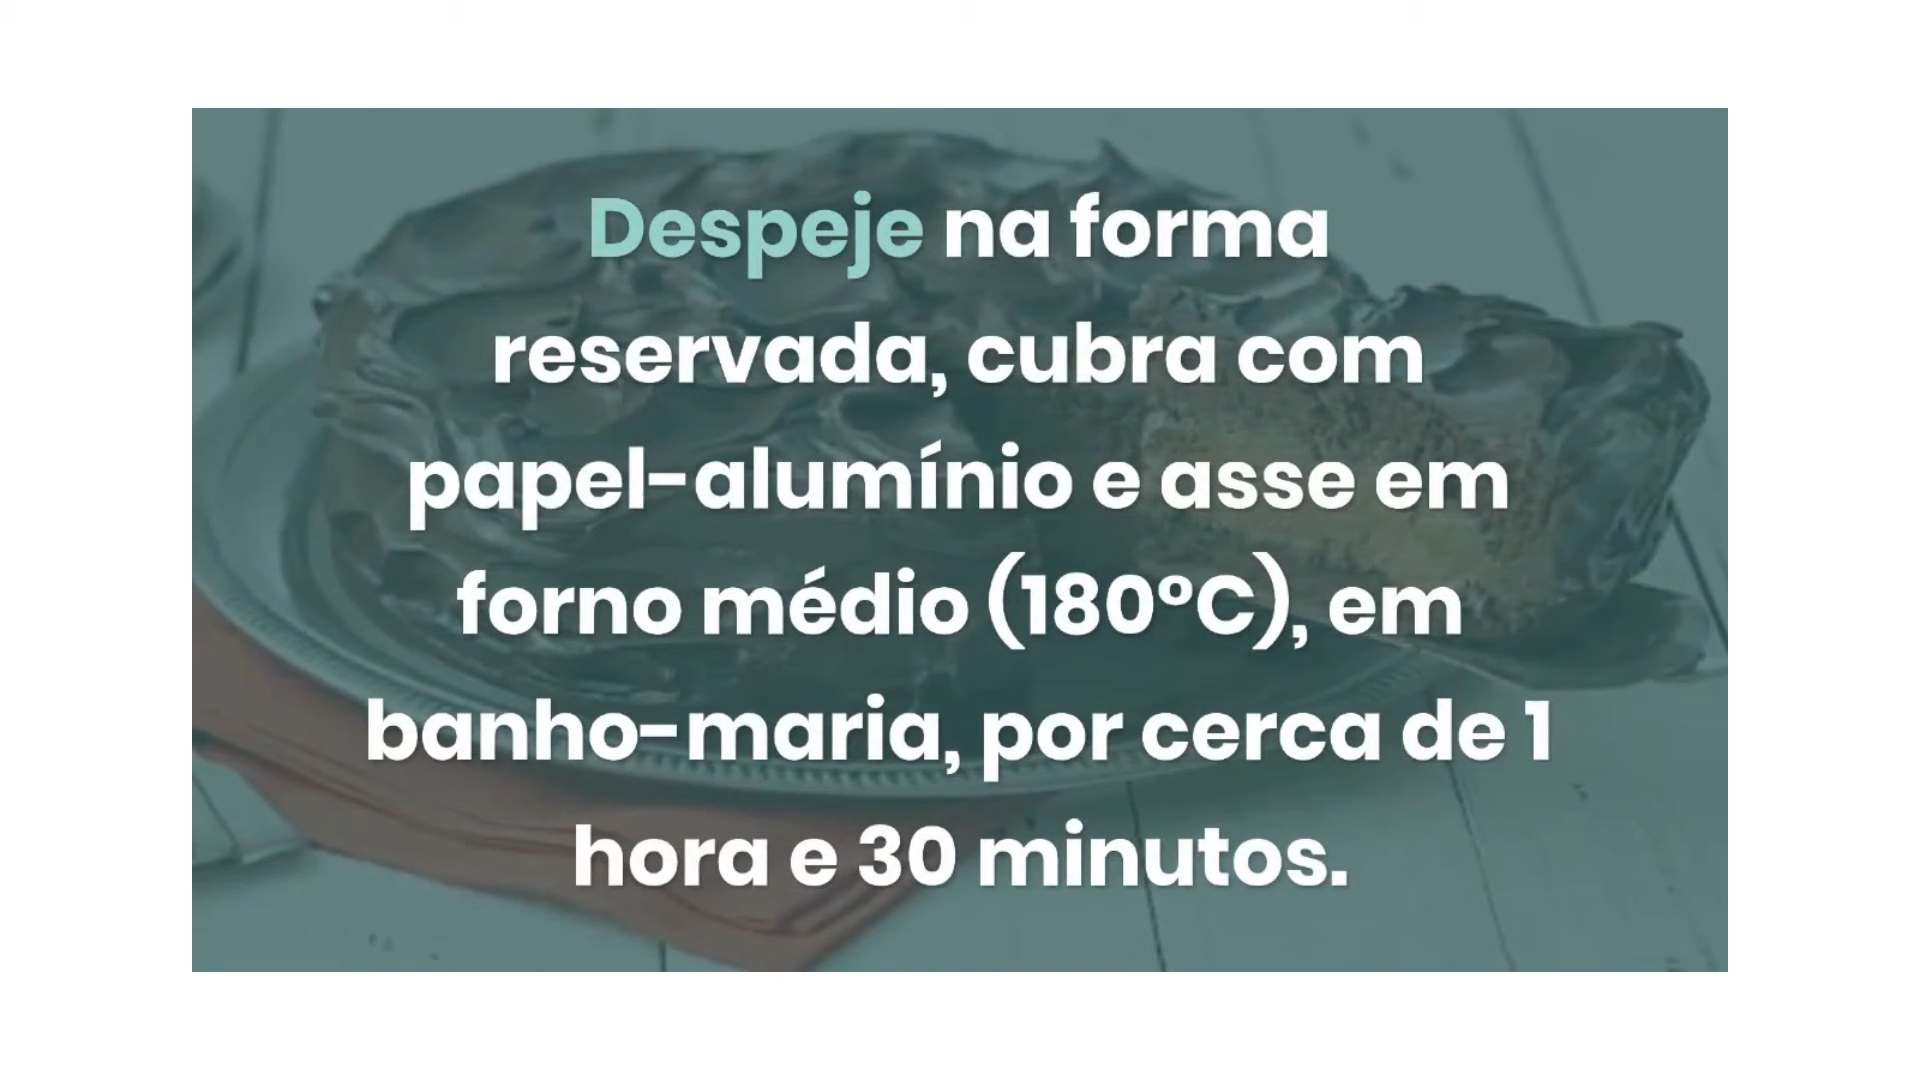 Despeje na forma
reservada, cubra com
papel-alumínio e asse em
forno médio (180ºC), em
banho-maria, por cerca de 1
hora e 30 minutos.